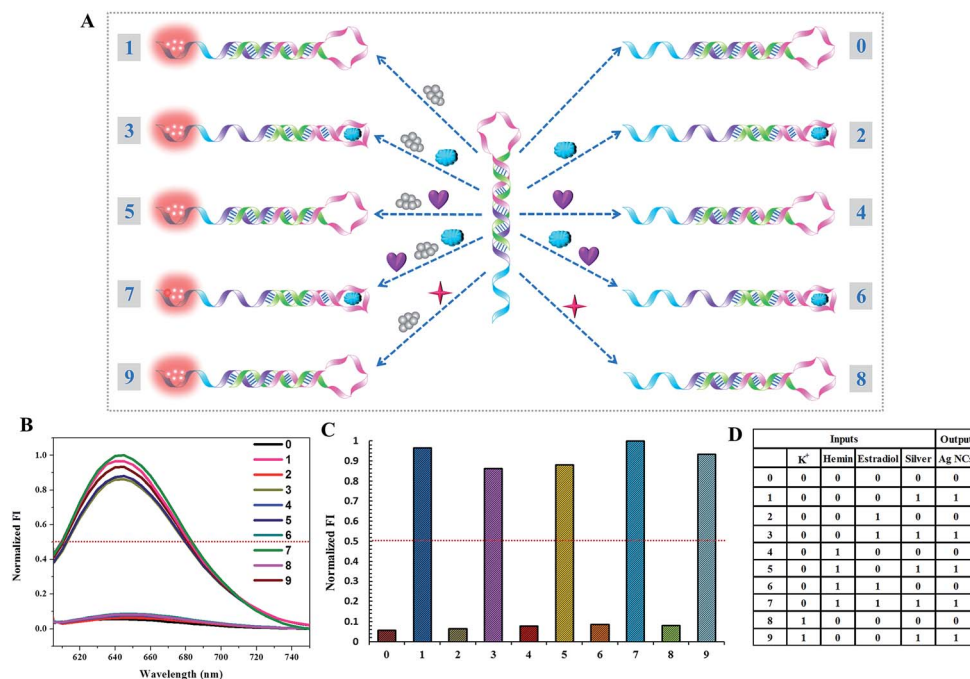 A
1
0
3
2
5
4
7
6
9
8
B
Normalized FI
1.0
0.8
0.6
0.4
0.2
0.0
620 640 660 680 700 720 740
Wavelength (nm)
0
1
2
3
4
5
6
7
8
9
C
Normalized FI
1
0.9
0.8
0.7
0.6
0.5
0.4
0.3
0.2
0.1
0
0 1 2 3 4 5 6 7 8 9
D
Inputs Output
K+ Hemin Estradiol Silver Ag NCs
0 0 0 0 0 0
1 0 0 0 1 1
2 0 0 1 0 0
3 0 0 1 1 1
4 0 1 0 0 0
5 0 1 0 1 1
6 0 1 1 0 0
7 0 1 1 1 1
8 1 0 0 0 0
9 1 0 0 1 1